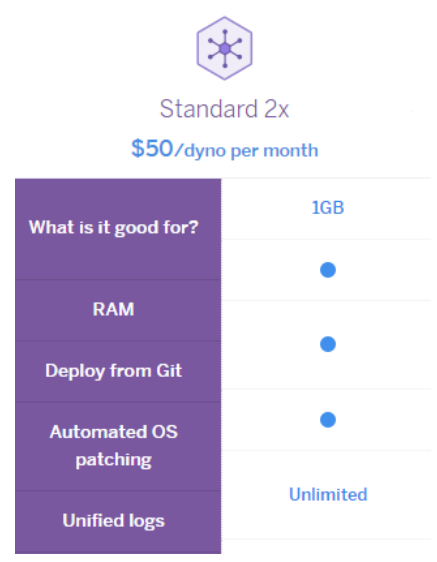 Standard 2x
$50/dyno per month
What is it good for?
1GB
RAM
Deploy from Git
Automated OS
patching
Unlimited
Unified logs